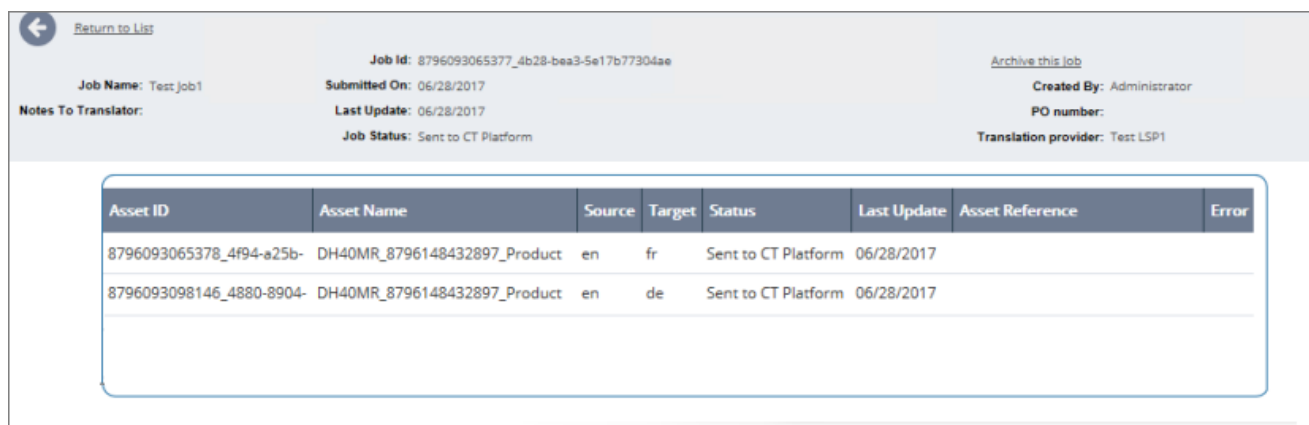 Return to List
Job Id: 8796093065377_4b28-bea3-5e17b77304ae
Archive this Job
Job Name: Test Job1
Submitted On: 06/28/2017
Created By: Administrator
Notes To Translator:
Last Update: 06/28/2017
PO number:
Job Status: Sent to CT Platform
Translation provider: Test LSP1
Asset ID Asset Name Source Target Status Last Update Asset Reference Error
8796093065378_4f94-a25b- DH40MR_8796148432897_Product en fr Sent to CT Platform 06/28/2017
8796093098146_4880-8904- DH40MR_8796148432897_Product en de Sent to CT Platform 06/28/2017